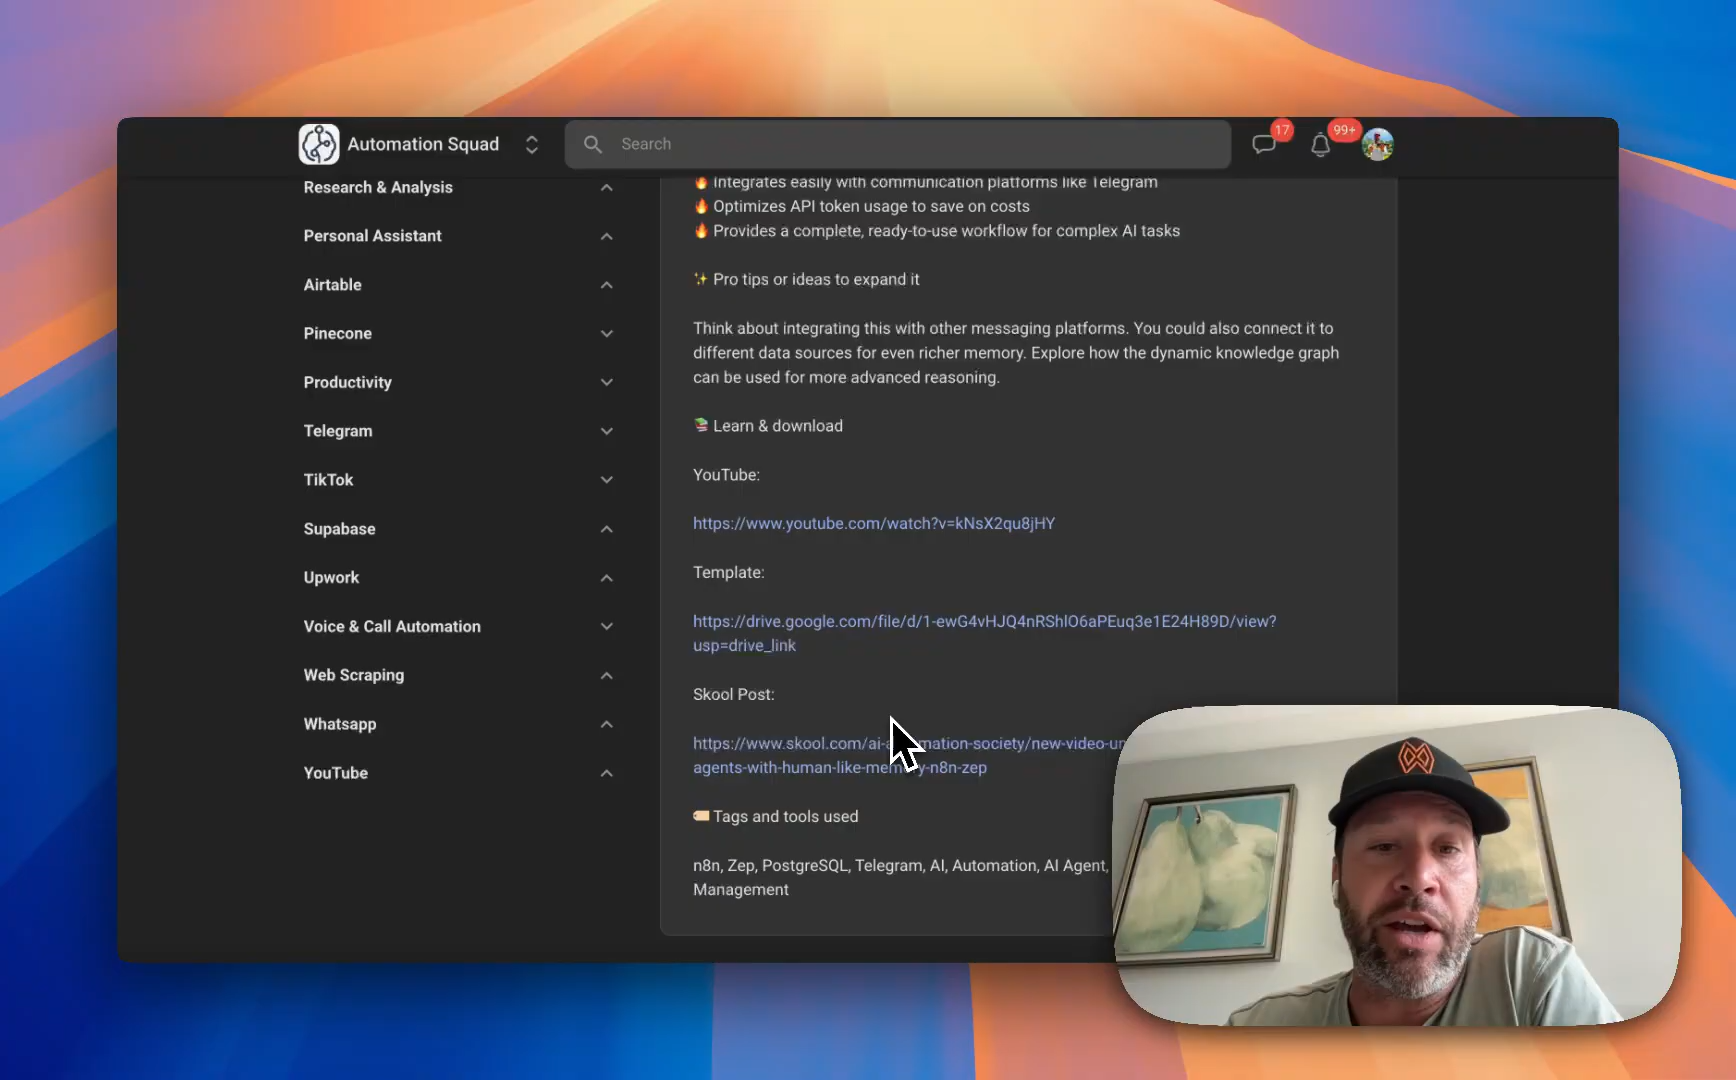 Automation Squad
Search
17
99+
Research & Analysis
Personal Assistant
Airtable
Pinecone
Productivity
Telegram
TikTok
Supabase
Upwork
Voice & Call Automation
Web Scraping
Whatsapp
YouTube
🔥 Integrates easily with communication platforms like Telegram
🔥 Optimizes API token usage to save on costs
🔥 Provides a complete, ready-to-use workflow for complex AI tasks
✨ Pro tips or ideas to expand it
Think about integrating this with other messaging platforms. You could also connect it to
different data sources for even richer memory. Explore how the dynamic knowledge graph
can be used for more advanced reasoning.
📚 Learn & download
YouTube:
https://www.youtube.com/watch?v=kNsX2qu8jHY
Template:
https://drive.google.com/file/d/1-ewG4vHJQ4nRShlO6aPEuq3e1E24H89D/view?
usp=drive_link
Skool Post:
https://www.skool.com/ai-automation-society/new-video-un
agents-with-human-like-memory-n8n-zep
🏷️ Tags and tools used
n8n, Zep, PostgreSQL, Telegram, AI, Automation, AI Agent,
Management